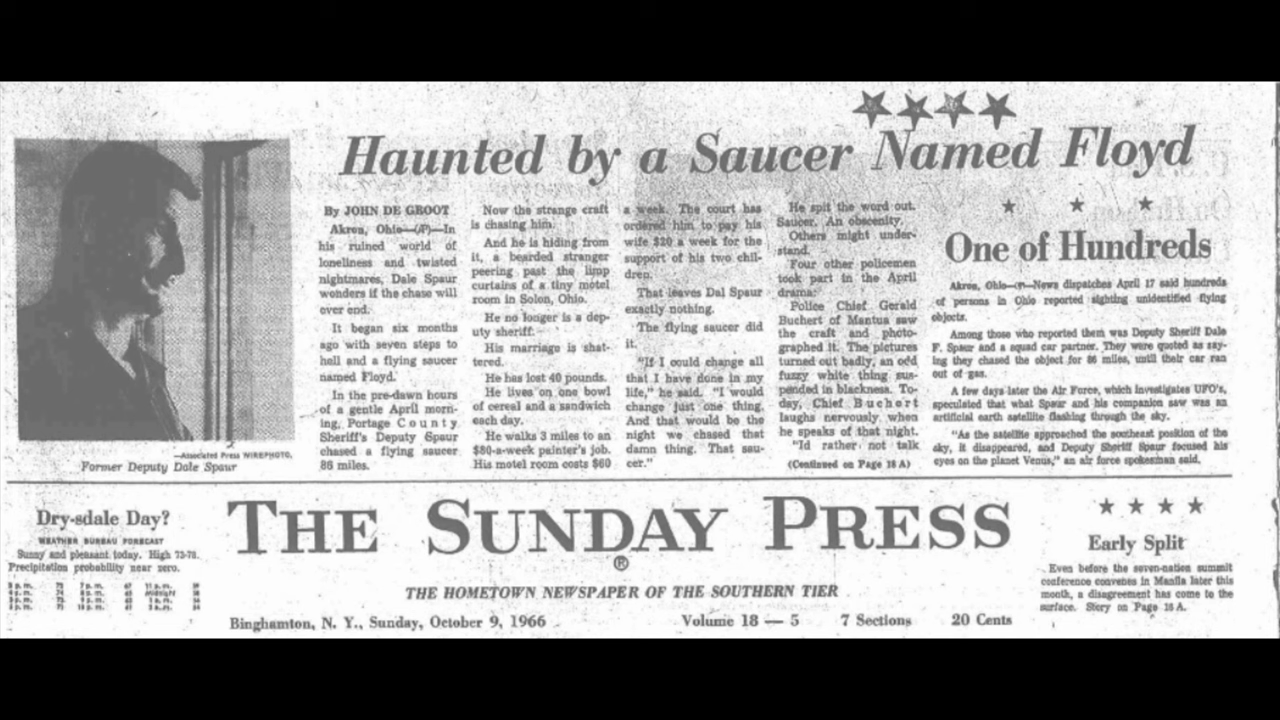 Haunted by a Saucer Named Floyd
By JOHN DE GROOT
Akron, Ohio—(AP)—In
his ruined world of
loneliness and twisted
nightmares, Dale Spaur
wonders if the chase will
ever end.
It began six months
ago with seven steps to
hell and a flying saucer
named Floyd.
In the pre-dawn hours
of a gentle April morn-
ing, Portage County
Sheriff's Deputy Spaur
chased a flying saucer
86 miles.
Now the strange craft
is chasing him.
And he is hiding from
it, a bearded stranger
peering past the limp
curtains of a tiny motel
room in Solon, Ohio.
He no longer is a dep-
uty sheriff.
His marriage is shat-
tered.
He has lost 40 pounds.
He lives on one bowl
of cereal and a sandwich
each day.
He walks 3 miles to an
$80-a-week painter's job.
His motel room costs $60
a week. The court has
ordered him to pay his
wife $20 a week for the
support of his two chil-
dren.
That leaves Dal Spaur
exactly nothing.
The flying saucer did
it.
"If I could change all
that I have done in my
life," he said, "I would
change just one thing.
And that would be the
night we chased that
damn thing. That sau-
cer."
He spit the word out.
Saucer. An obscenity.
Others might under-
stand.
Four other policemen
took part in the April
drama.
Police Chief Gerald
Buchert of Mantua saw
the craft and photo-
graphed it. The pictures
turned out badly, an odd
fuzzy white thing sus-
pended in blackness. To-
day, Chief Buchert
laughs nervously when
he speaks of that night.
"Id rather not talk
(Continued on Page 18 A)
One of Hundreds
Akron, Ohio—(AP)—News dispatches April 17 said hundreds
of persons in Ohio reported sighting unidentified flying
objects.
Among those who reported them was Deputy Sheriff Dale
F. Spaur and a squad car partner. They were quoted as say-
ing they chased the object for 86 miles, until their car ran
out of gas.
A few days later the Air Force, which investigates UFO's,
speculated that what Spaur and his companion saw was an
artificial earth satellite flashing through the sky.
"As the satellite approached the southeast position of the
sky, it disappeared, and Deputy Sheriff Spaur focused his
eyes on the planet Venus," an air force spokesman said.
—Associated Press WIREPHOTO.
Former Deputy Dale Spaur
Dry-sdale Day?
WEATHER BUREAU FORECAST
Sunny and pleasant today. High 73-78.
Precipitation probability near zero.
THE SUNDAY PRESS
®
THE HOMETOWN NEWSPAPER OF THE SOUTHERN TIER
Binghamton, N. Y., Sunday, October 9, 1966 Volume 18 — 5 7 Sections 20 Cents
Early Split
Even before the seven-nation summit
conference convenes in Manila later this
month, a disagreement has come to the
surface. Story on Page 16 A.